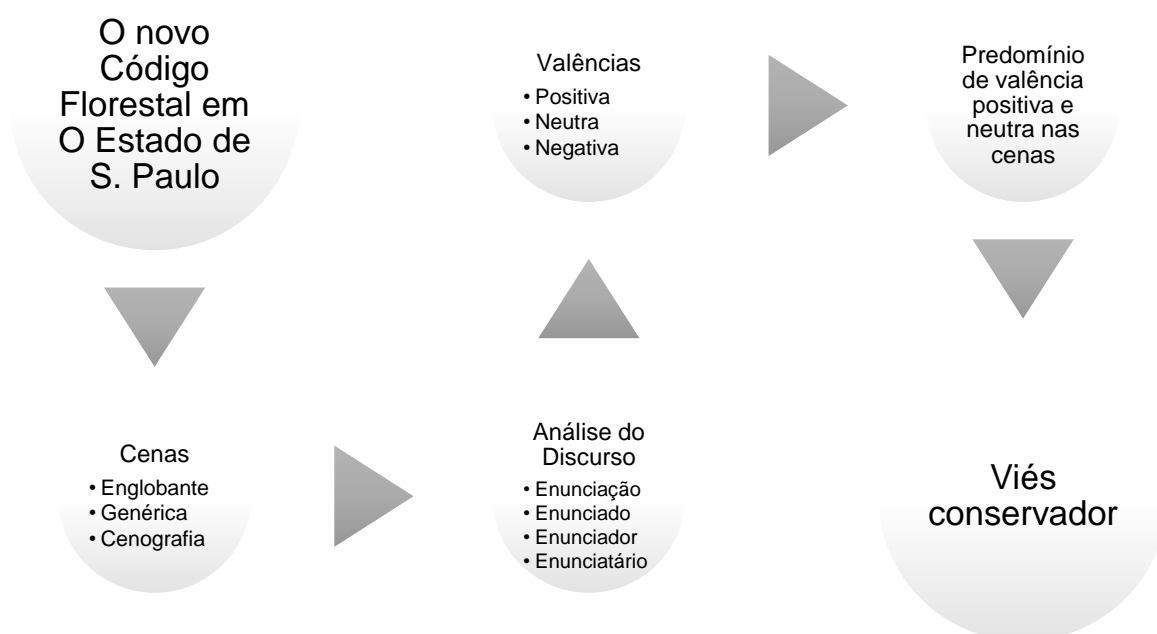 O novo
Código
Florestal em
O Estado de
S. Paulo
Cenas
• Englobante
• Genérica
• Cenografia
Análise do
Discurso
• Enunciação
• Enunciado
• Enunciador
• Enunciatário
Valências
• Positiva
• Neutra
• Negativa
Predomínio
de valência
positiva e
neutra nas
cenas
Viés
conservador